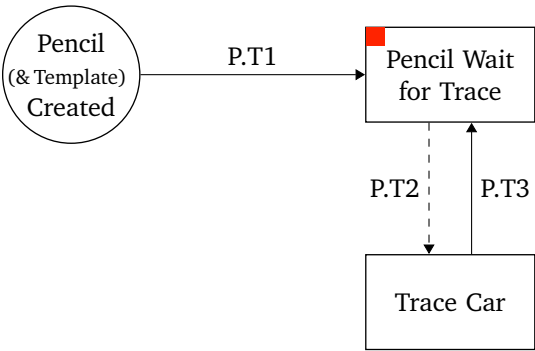 Pencil
(& Template)
Created
P.T1
Pencil Wait
for Trace
P.T2
P.T3
Trace Car